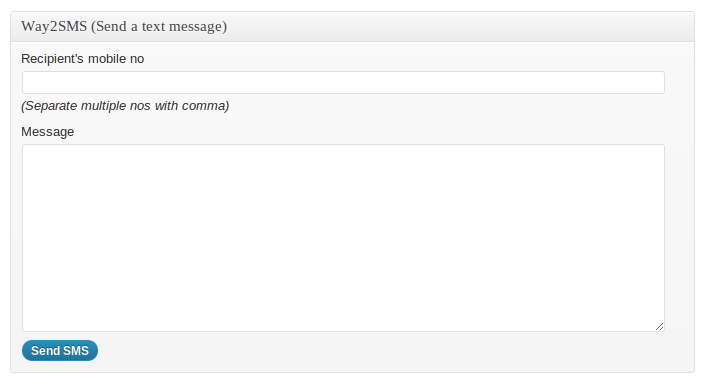 Way2SMS (Send a text message)
Recipient's mobile no
(Separate multiple nos with comma)
Message
Send SMS